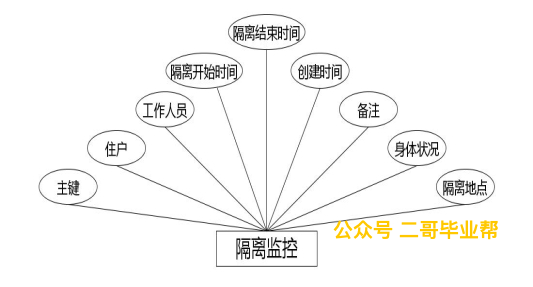 隔离结束时间
隔离开始时间
创建时间
工作人员
备注
住户
身体状况
主键
隔离地点
公众号 二哥毕业帮
隔离监控